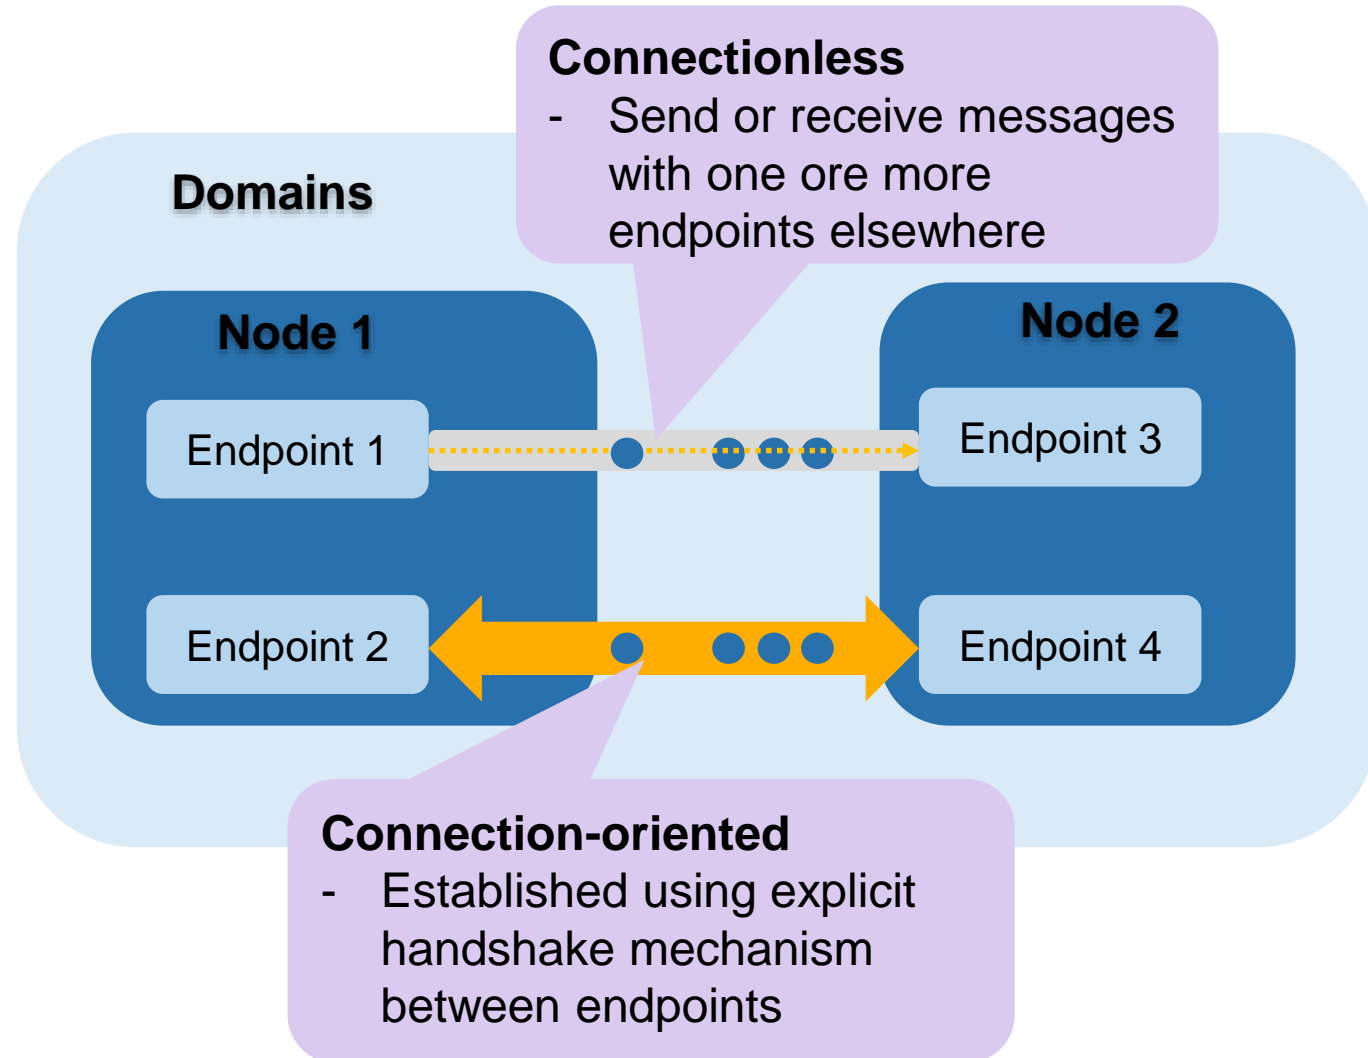 Connectionless
- Send or receive messages
with one ore more
endpoints elsewhere
Domains
Node 1
Node 2
Endpoint 1
Endpoint 3
Endpoint 2
Endpoint 4
Connection-oriented
- Established using explicit
handshake mechanism
between endpoints